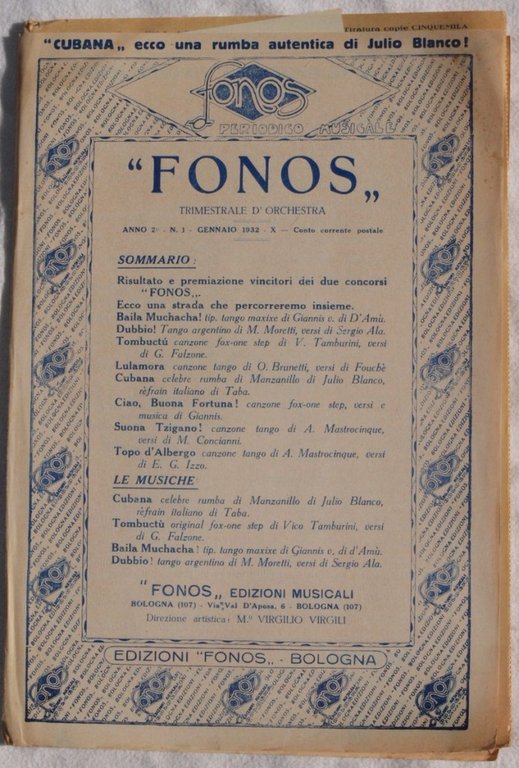 Tiratura copie CINQUEMILA
"CUBANA„ ecco una rumba autentica di Julio Blanco!
fonos
PERIODICO MUSICALE
"FONOS„
TRIMESTRALE D'ORCHESTRA
ANNO 2º - N. 1 - GENNAIO 1932 - X — Conto corrente postale
SOMMARIO:
Risultato e premiazione vincitori dei due concorsi
"FONOS„.
Ecco una strada che percorreremo insieme.
Baila Muchacha! tip. tango maxixe di Giannis v. di D'Amù.
Dubbio! Tango argentino di M. Moretti, versi di Sergio Ala.
Tombuctú canzone fox-one step di V. Tamburini, versi
di G. Falzone.
Lulamora canzone tango di O. Brunetti, versi di Fouchè
Cubana celebre rumba di Manzanillo di Julio Blanco,
rèfrain italiano di Taba.
Ciao, Buona Fortuna! canzone fox-one step, versi e
musica di Giannis.
Suona Tzigano! canzone tango di A. Mastrocinque,
versi di M. Concianni.
Topo d'Albergo canzone tango di A. Mastrocinque, versi
di E. G. Izzo.
LE MUSICHE
Cubana celebre rumba di Manzanillo di Julio Blanco,
rèfrain italiano di Taba.
Tombuctù original fox-one step di Vico Tamburini, versi
di G. Falzone.
Baila Muchacha! tip. tango maxixe di Giannis v. di d'Amù.
Dubbio! tango argentino di M. Moretti, versi di Sergio Ala.
"FONOS„ EDIZIONI MUSICALI
BOLOGNA (107) - Via Val D'Aposa, 6 - BOLOGNA (107)
Direzione artistica: M.º VIRGILIO VIRGILI
EDIZIONI "FONOS„ - BOLOGNA